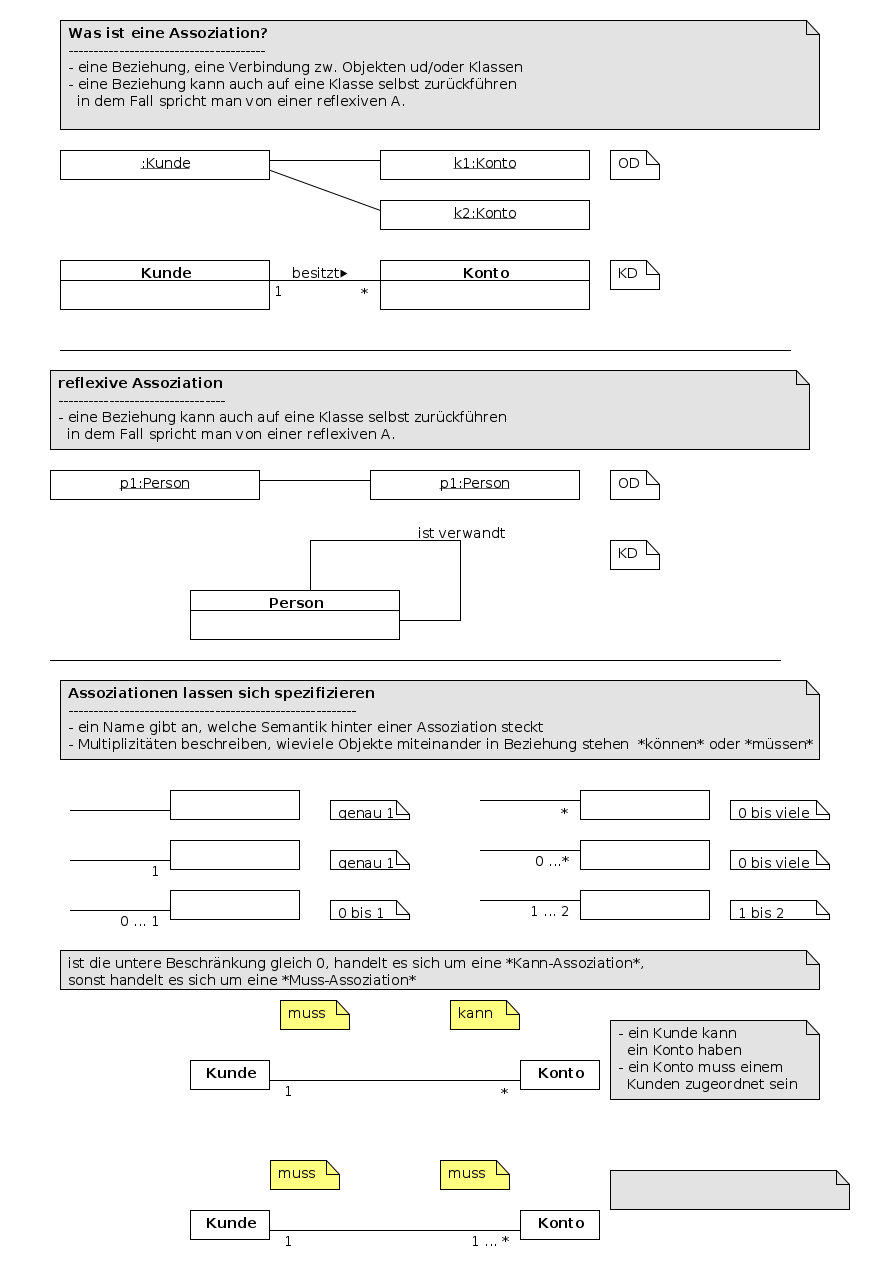 Was ist eine Assoziation?
---------------------------------------
- eine Beziehung, eine Verbindung zw. Objekten ud/oder Klassen
- eine Beziehung kann auch auf eine Klasse selbst zurückführen
in dem Fall spricht man von einer reflexiven A.
:Kunde
k1:Konto
OD
k2:Konto
Kunde
besitzt▶
Konto
KD
1
*
reflexive Assoziation
---------------------------------
- eine Beziehung kann auch auf eine Klasse selbst zurückführen
in dem Fall spricht man von einer reflexiven A.
p1:Person
p1:Person
OD
ist verwandt
KD
Person
Assoziationen lassen sich spezifizieren
---------------------------------------------------------
- ein Name gibt an, welche Semantik hinter einer Assoziation steckt
- Multiplizitäten beschreiben, wieviele Objekte miteinander in Beziehung stehen *können* oder *müssen*
genau 1
*
0 bis viele
1
genau 1
0 ...*
0 bis viele
0 ... 1
0 bis 1
1 ... 2
1 bis 2
ist die untere Beschränkung gleich 0, handelt es sich um eine *Kann-Assoziation*,
sonst handelt es sich um eine *Muss-Assoziation*
muss
kann
- ein Kunde kann
ein Konto haben
- ein Konto muss einem
Kunden zugeordnet sein
Kunde
Konto
1
*
muss
muss
Kunde
Konto
1
1 ... *